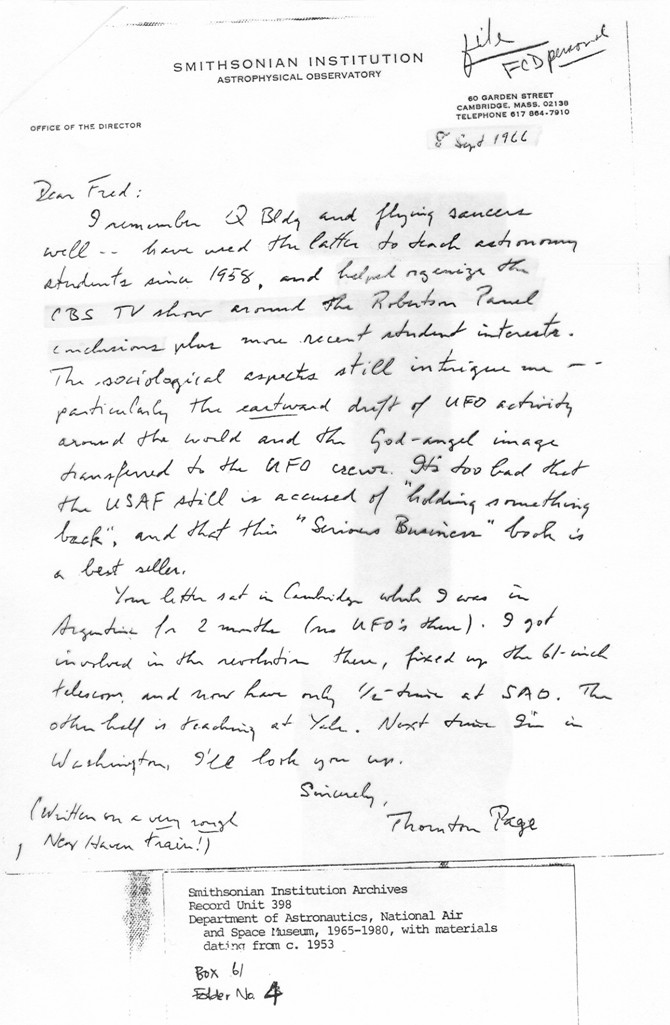 file
FCD personal
SMITHSONIAN INSTITUTION
ASTROPHYSICAL OBSERVATORY
60 GARDEN STREET
CAMBRIDGE, MASS. 02138
TELEPHONE 617 864-7910
OFFICE OF THE DIRECTOR
8 Sept 1966
Dear Fred:
I remember Q Bldg and flying saucers
well -- have used the latter to teach astronomy
students since 1958, and helped organize the
CBS TV show around the Robertson Panel
conclusions plus more recent student interests.
The sociological aspects still intrigue me --
particularly the eastward drift of UFO activity
around the world and the God-angel image
transferred to the UFO crews. It's too bad that
the USAF still is accused of "holding something
back", and that this "Serious Business" book is
a best seller.
Your letter sat in Cambridge while I was in
Argentina for 2 months (no UFO's there). I got
involved in the revolution there, fixed up the 61-inch
telescope, and now have only 1/2-time at SAO. The
other half is teaching at Yale. Next time I'm in
Washington, I'll look you up.
Sincerely,
Thornton Page
(Written on a very rough
New Haven train!)
Smithsonian Institution Archives
Record Unit 398
Department of Astronautics, National Air
and Space Museum, 1965-1980, with materials
dating from c. 1953
Box 61
Folder No. 4